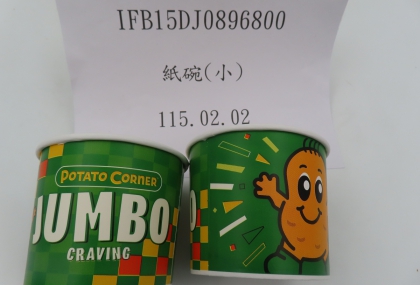 IFB15DJ0896800
紙碗(小)
115.02.02
POTATO CORNER
JUMBO
CRAVING